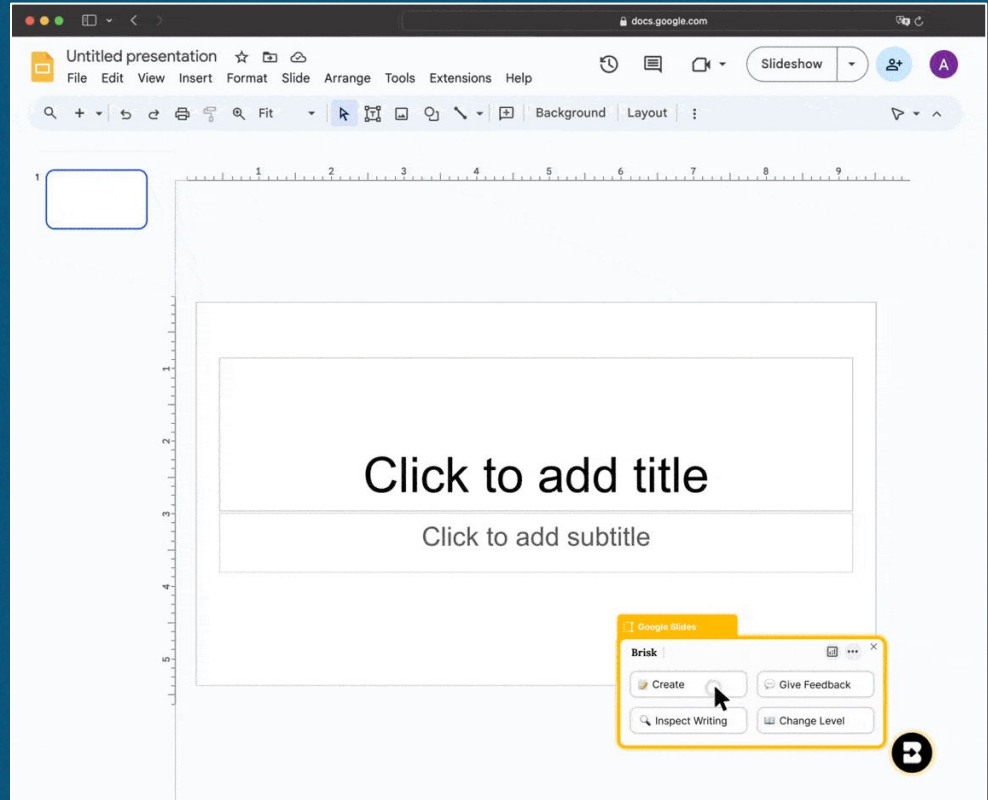 docs.google.com
Untitled presentation
File Edit View Insert Format Slide Arrange Tools Extensions Help
Slideshow
A
Fit
Background Layout
1
1 2 3 4 5 6 7 8 9
1
2
3
4
5
Click to add title
Click to add subtitle
Google Slides
Brisk
Create
Give Feedback
Inspect Writing
Change Level
B